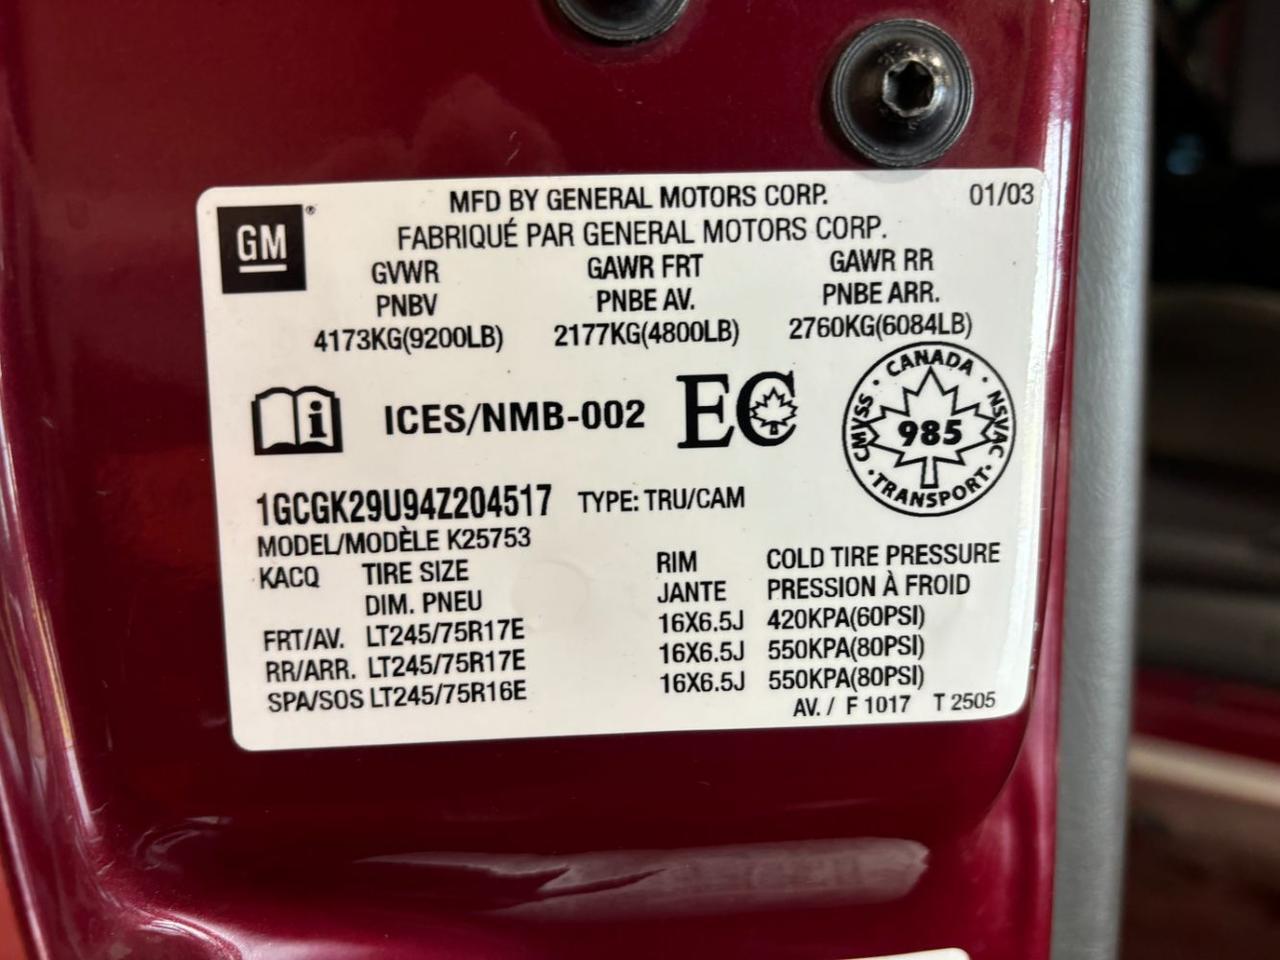 MFD BY GENERAL MOTORS CORP. 01/03
GM®
FABRIQUÉ PAR GENERAL MOTORS CORP.
GVWR GAWR FRT GAWR RR
PNBV PNBE AV. PNBE ARR.
4173KG(9200LB) 2177KG(4800LB) 2760KG(6084LB)
ICES/NMB-002 EC
CANADA
CMVSS 985 NSVAC
TRANSPORT
1GCGK29U94Z204517 TYPE: TRU/CAM
MODEL/MODÈLE K25753
KACQ TIRE SIZE RIM COLD TIRE PRESSURE
DIM. PNEU JANTE PRESSION À FROID
FRT/AV. LT245/75R17E 16X6.5J 420KPA(60PSI)
RR/ARR. LT245/75R17E 16X6.5J 550KPA(80PSI)
SPA/SOS LT245/75R16E 16X6.5J 550KPA(80PSI)
AV. / F 1017 T 2505